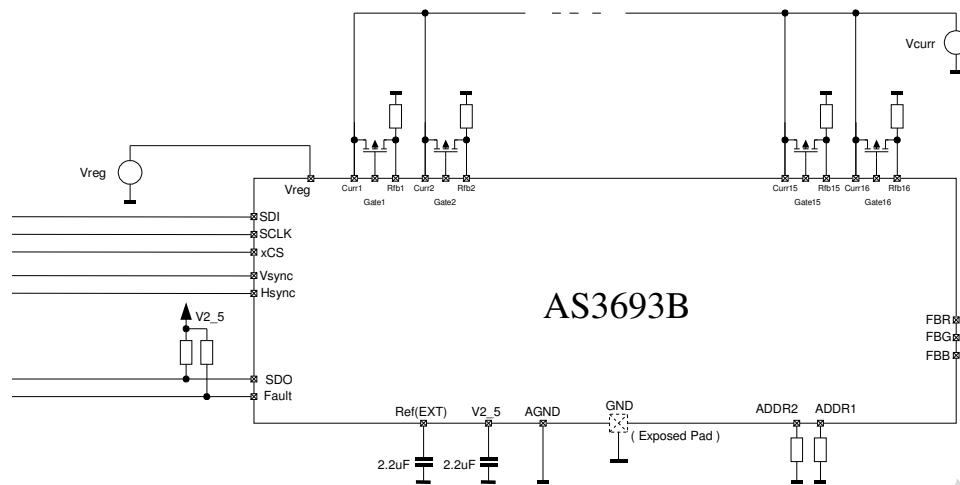 Vcurr
Vreg
Vreg
Curr1 Rfb1 Curr2 Rfb2 Curr15 Rfb15 Curr16 Rfb16
Gate1 Gate2 Gate15 Gate16
SDI
SCLK
xCS
Vsync
Hsync
AS3693B
V2_5
FBR
FBG
FBB
SDO
Fault
Ref(EXT) V2_5 AGND GND ADDR2 ADDR1
( Exposed Pad )
2.2uF 2.2uF